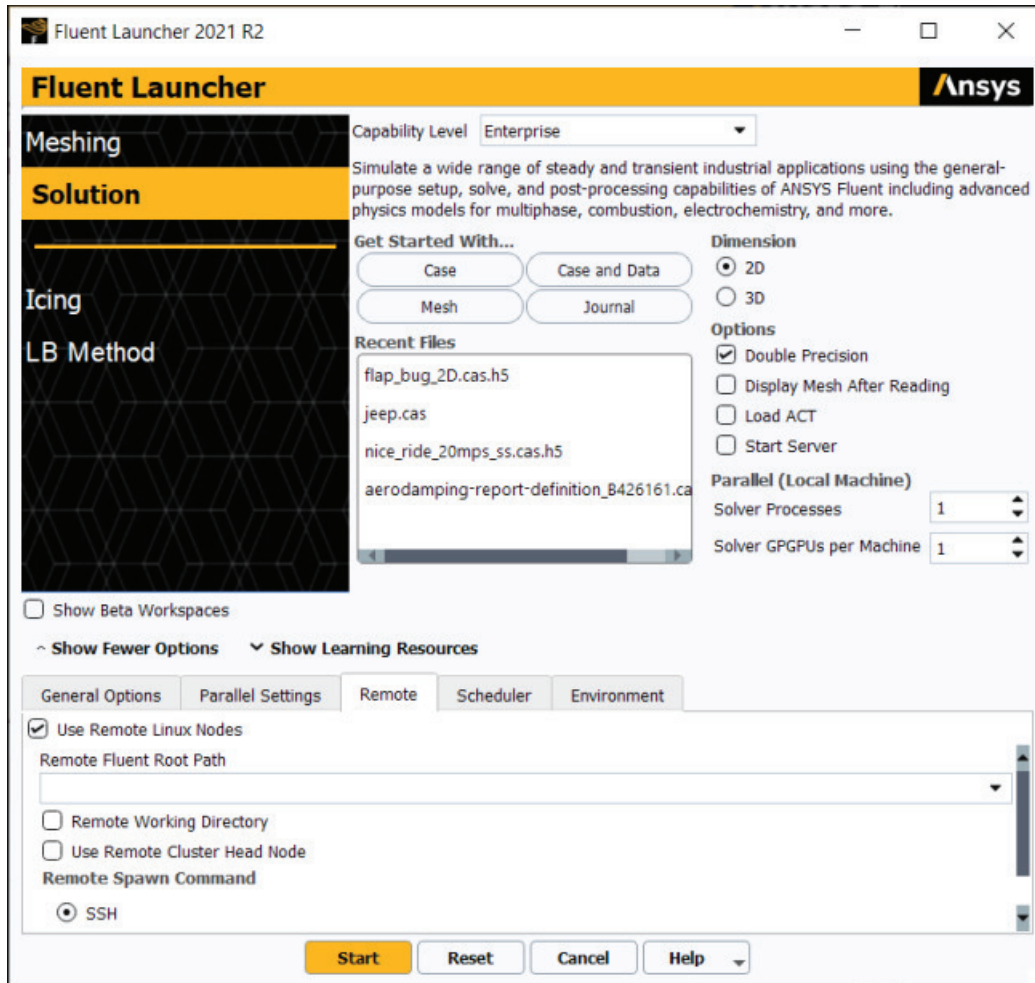 Fluent Launcher 2021 R2
Fluent Launcher
Ansys
Meshing
Solution
Icing
LB Method
Capability Level Enterprise
Simulate a wide range of steady and transient industrial applications using the general-
purpose setup, solve, and post-processing capabilities of ANSYS Fluent including advanced
physics models for multiphase, combustion, electrochemistry, and more.
Get Started With...
Case
Case and Data
Mesh
Journal
Recent Files
flap_bug_2D.cas.h5
jeep.cas
nice_ride_20mps_ss.cas.h5
aerodamping-report-definition_B426161.ca
Dimension
2D
3D
Options
Double Precision
Display Mesh After Reading
Load ACT
Start Server
Parallel (Local Machine)
Solver Processes 1
Solver GPGPUs per Machine 1
Show Beta Workspaces
Show Fewer Options Show Learning Resources
General Options Parallel Settings Remote Scheduler Environment
Use Remote Linux Nodes
Remote Fluent Root Path
Remote Working Directory
Use Remote Cluster Head Node
Remote Spawn Command
SSH
Start Reset Cancel Help